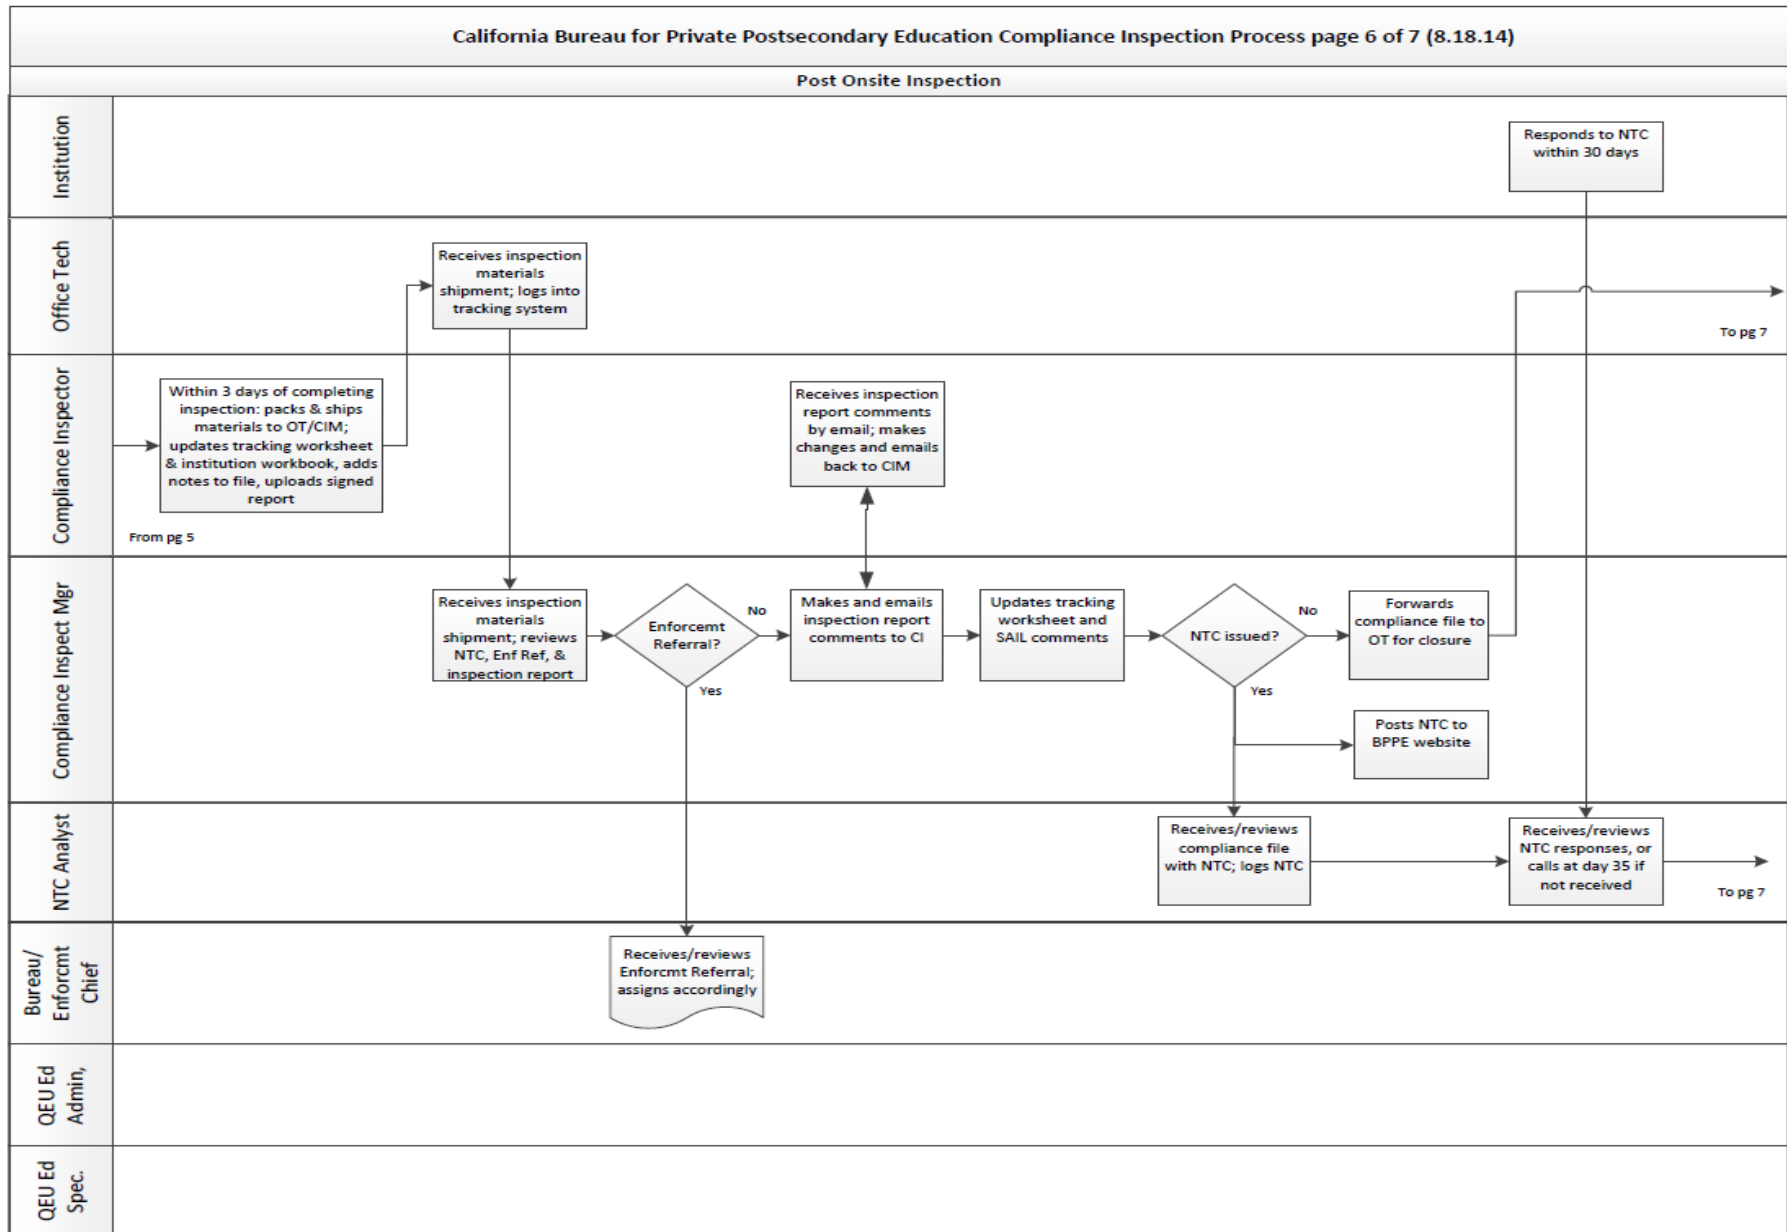 California Bureau for Private Postsecondary Education Compliance Inspection Process page 6 of 7 (8.18.14)
Post Onsite Inspection
Institution
Responds to NTC
within 30 days
Office Tech
Receives inspection
materials
shipment; logs into
tracking system
To pg 7
Compliance Inspector
Within 3 days of completing
inspection: packs & ships
materials to OT/CIM;
updates tracking worksheet
& institution workbook, adds
notes to file, uploads signed
report
From pg 5
Receives inspection
report comments
by email; makes
changes and emails
back to CIM
Compliance Inspect Mgr
Receives inspection
materials
shipment; reviews
NTC, Enf Ref, &
inspection report
Enforcemt
Referral?
No
Yes
Makes and emails
inspection report
comments to CI
Updates tracking
worksheet and
SAIL comments
NTC issued?
No
Yes
Forwards
compliance file to
OT for closure
Posts NTC to
BPPE website
NTC Analyst
Receives/reviews
compliance file
with NTC; logs NTC
Receives/reviews
NTC responses, or
calls at day 35 if
not received
To pg 7
Bureau/
Enforcmt
Chief
Receives/reviews
Enforcmt Referral;
assigns accordingly
QEU Ed
Admin,
QEU Ed
Spec.